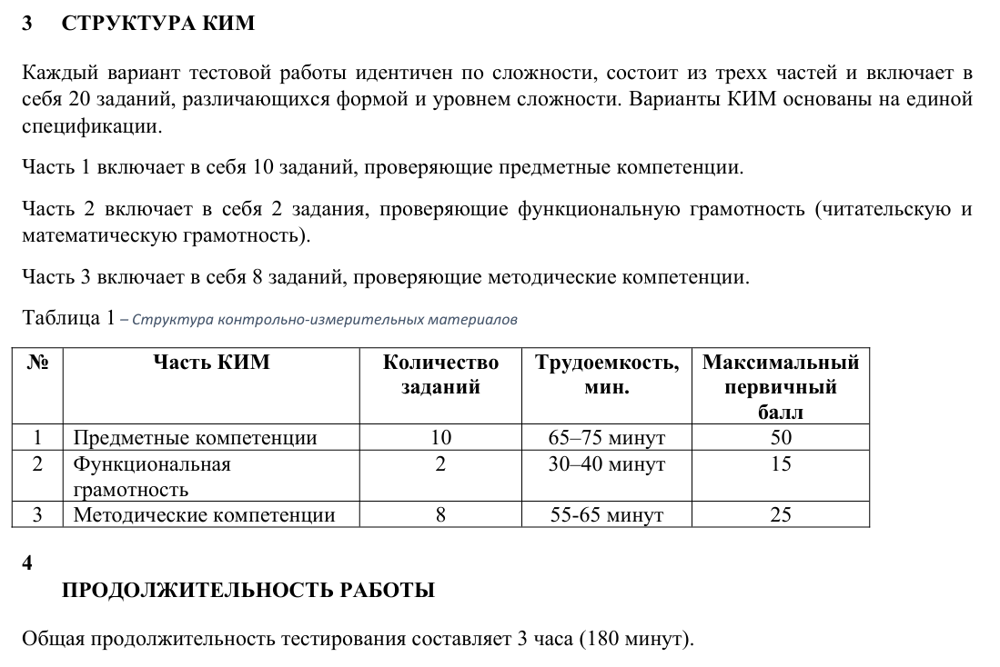 3 СТРУКТУРА КИМ
Каждый вариант тестовой работы идентичен по сложности, состоит из трехх частей и включает в
себя 20 заданий, различающихся формой и уровнем сложности. Варианты КИМ основаны на единой
спецификации.
Часть 1 включает в себя 10 заданий, проверяющие предметные компетенции.
Часть 2 включает в себя 2 задания, проверяющие функциональную грамотность (читательскую и
математическую грамотность).
Часть 3 включает в себя 8 заданий, проверяющие методические компетенции.
Таблица 1 – Структура контрольно-измерительных материалов
№ Часть КИМ Количество Трудоемкость, Максимальный
заданий мин. первичный
балл
1 Предметные компетенции 10 65–75 минут 50
2 Функциональная 2 30–40 минут 15
грамотность
3 Методические компетенции 8 55-65 минут 25
4
ПРОДОЛЖИТЕЛЬНОСТЬ РАБОТЫ
Общая продолжительность тестирования составляет 3 часа (180 минут).